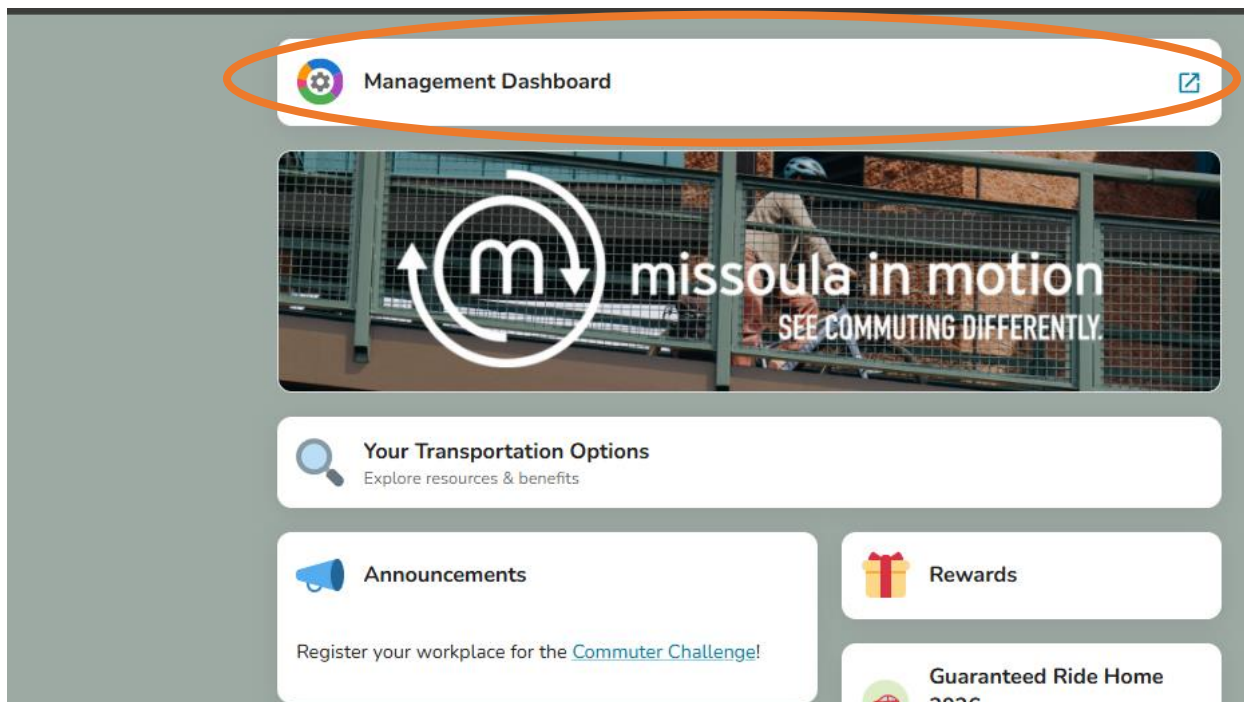 Management Dashboard
m
missoula in motion
SEE COMMUTING DIFFERENTLY.
Your Transportation Options
Explore resources & benefits
Announcements
Register your workplace for the Commuter Challenge!
Rewards
Guaranteed Ride Home
2026